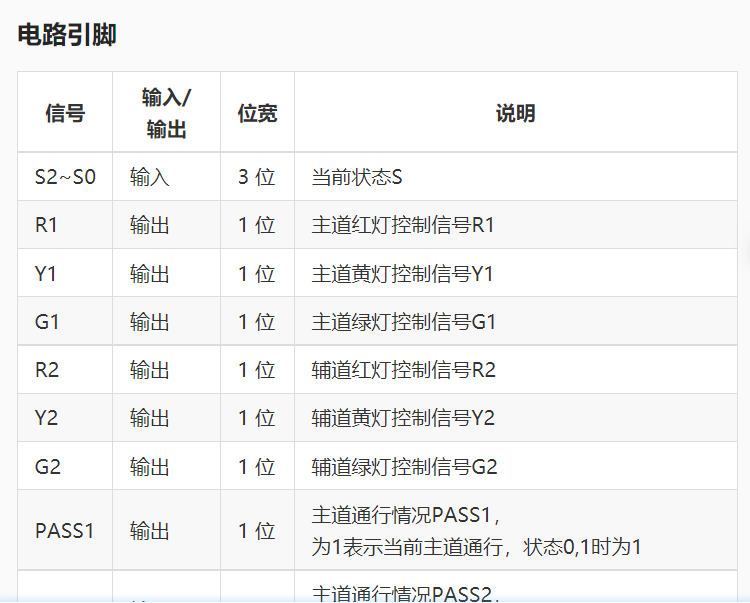 电路引脚
信号 输入/输出 位宽 说明
S2~S0 输入 3 位 当前状态S
R1 输出 1 位 主道红灯控制信号R1
Y1 输出 1 位 主道黄灯控制信号Y1
G1 输出 1 位 主道绿灯控制信号G1
R2 输出 1 位 辅道红灯控制信号R2
Y2 输出 1 位 辅道黄灯控制信号Y2
G2 输出 1 位 辅道绿灯控制信号G2
PASS1 输出 1 位 主道通行情况PASS1，
为1表示当前主道通行，状态0,1时为1
主道通行情况PASS2,